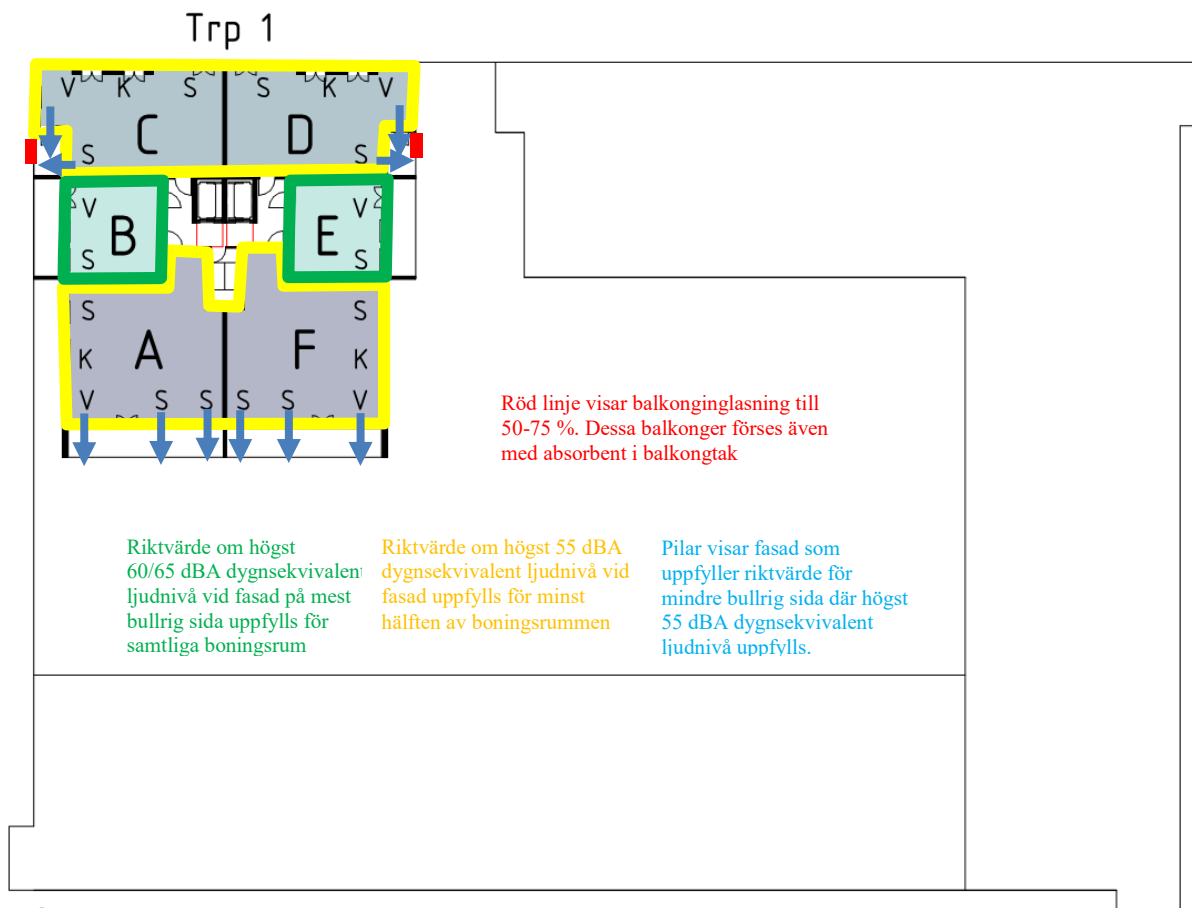 Trp 1
V K S S K V
C D
S S
V V
B E
S S
S S
K A F K
V S S S S V
Röd linje visar balkonginglasning till
50-75 %. Dessa balkonger förses även
med absorbent i balkongtak
Riktvärde om högst
60/65 dBA dygnsekvivalent
ljudnivå vid fasad på mest
bullrig sida uppfylls för
samtliga boningsrum
Riktvärde om högst 55 dBA
dygnsekvivalent ljudnivå vid
fasad uppfylls för minst
hälften av boningsrummen
Pilar visar fasad som
uppfyller riktvärde för
mindre bullrig sida där högst
55 dBA dygnsekvivalent
ljudnivå uppfylls.